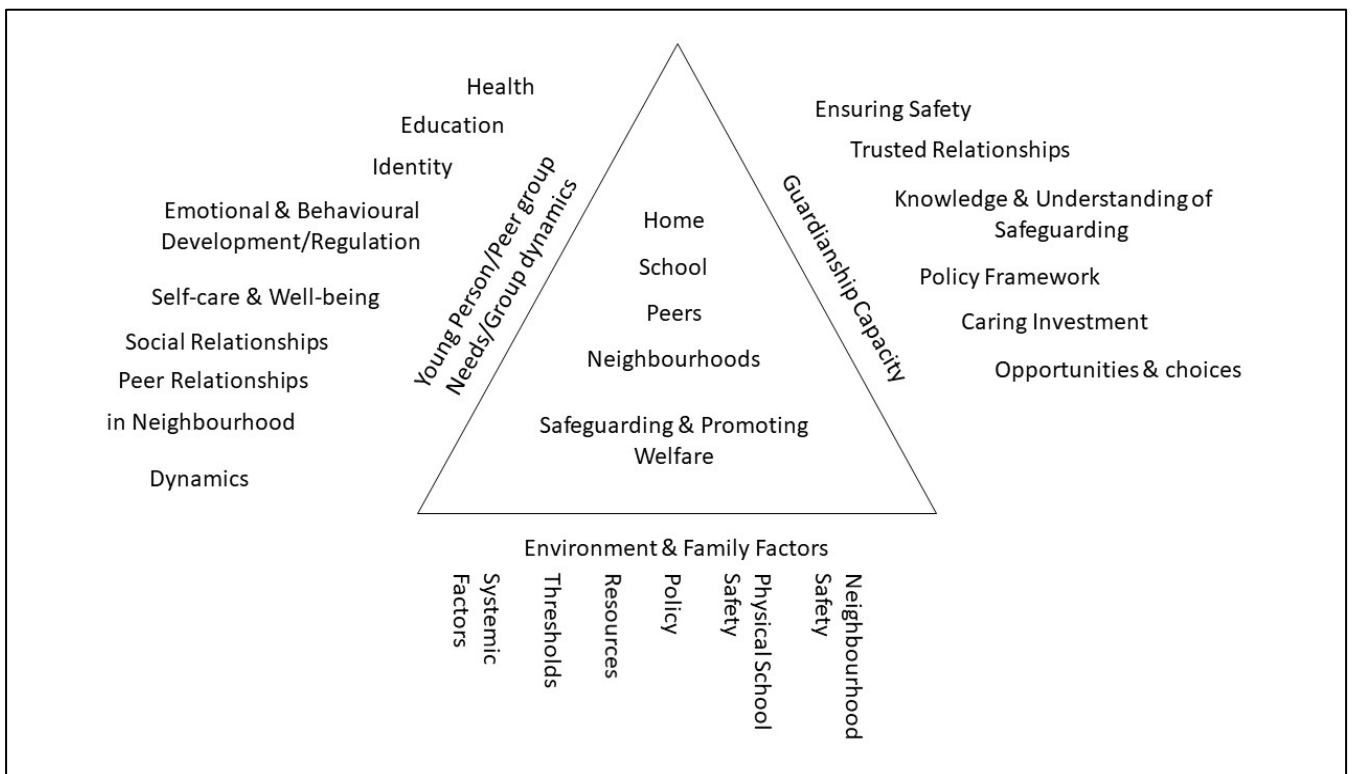 Health
Education
Identity
Emotional & Behavioural
Development/Regulation
Self-care & Well-being
Social Relationships
Peer Relationships
in Neighbourhood
Dynamics
Young Person/Peer group
Needs/Group dynamics
Home
School
Peers
Neighbourhoods
Safeguarding & Promoting
Welfare
Guardianship Capacity
Ensuring Safety
Trusted Relationships
Knowledge & Understanding of
Safeguarding
Policy Framework
Caring Investment
Opportunities & choices
Environment & Family Factors
Systemic
Factors
Thresholds
Resources
Policy
Physical School
Safety
Neighbourhood
Safety